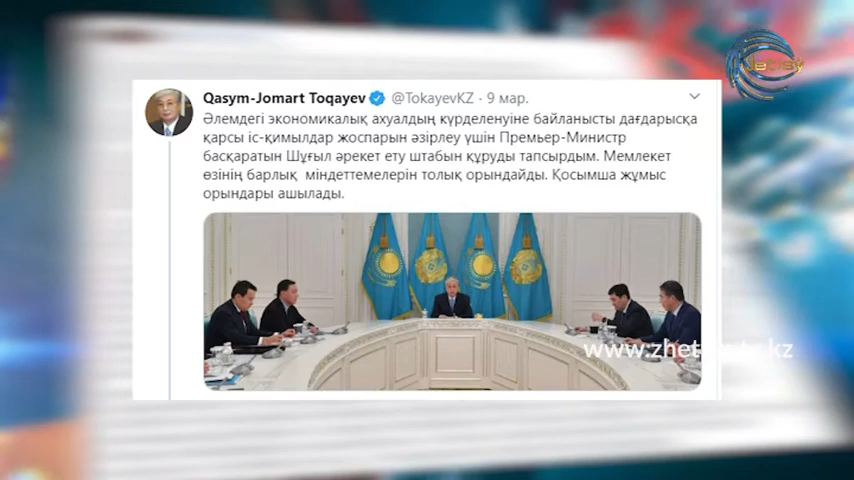 Jetisý
Qasym-Jomart Toqayev @TokayevKZ · 9 мар.
Әлемдегі экономикалық ахуалдың күрделенуіне байланысты дағдарысқа
қарсы іс-қимылдар жоспарын әзірлеу үшін Премьер-Министр
басқаратын Шұғыл әрекет ету штабын құруды тапсырдым. Мемлекет
өзінің барлық міндеттемелерін толық орындайды. Қосымша жұмыс
орындары ашылады.